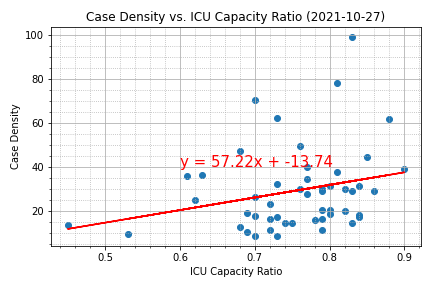 Case Density vs. ICU Capacity Ratio (2021-10-27)
100
80
60
40
20
Case Density
y = 57.22x + -13.74
0.5 0.6 0.7 0.8 0.9
ICU Capacity Ratio